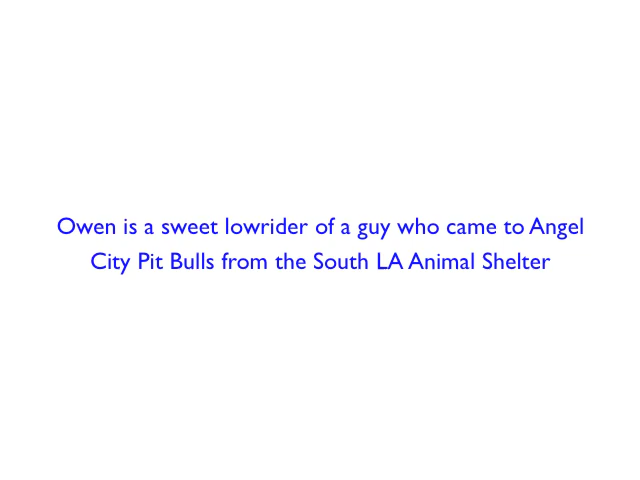 Owen is a sweet lowrider of a guy who came to Angel
City Pit Bulls from the South LA Animal Shelter